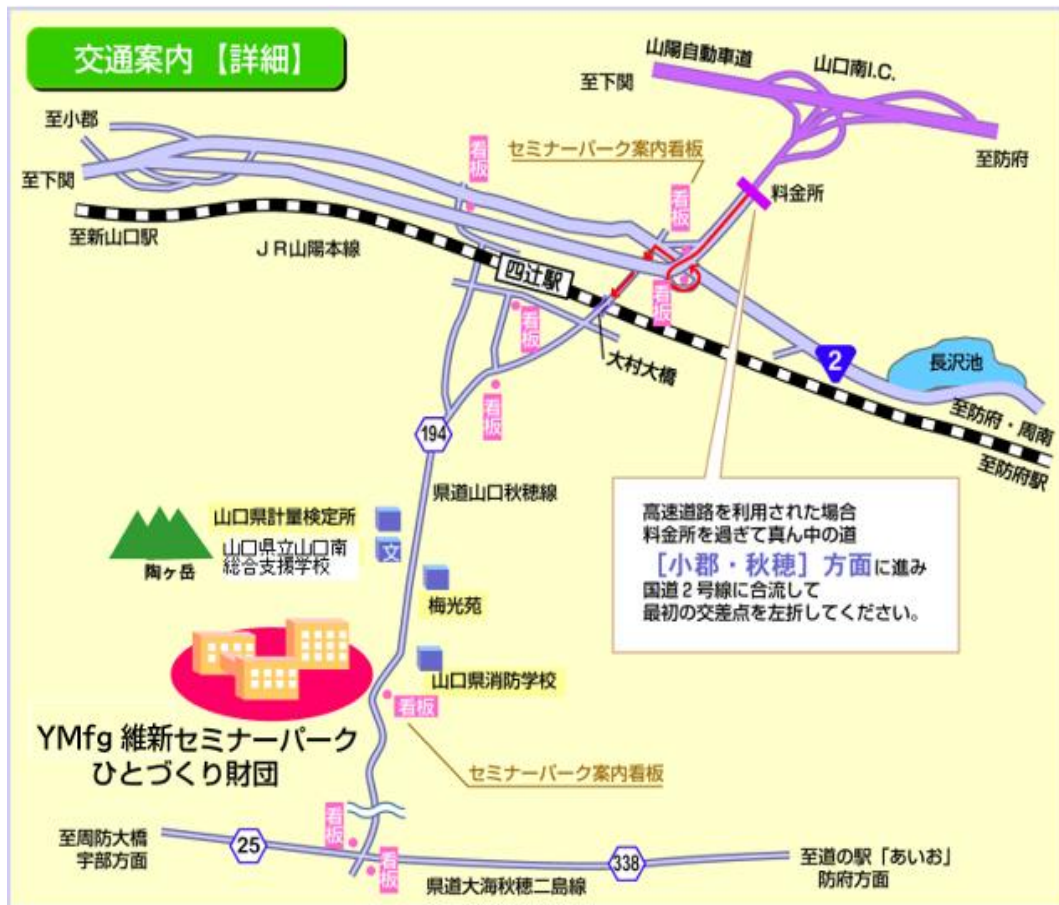 交通案内【詳細】
山陽自動車道
山口南I.C.
至下関
至防府
至小郡
至下関
看板
セミナーパーク案内看板
看板
料金所
至新山口駅
JR山陽本線
四辻駅
看板
看板
大村大橋
2
長沢池
看板
至防府・周南
至防府駅
194
県道山口秋穂線
高速道路を利用された場合
料金所を過ぎて真ん中の道
［小郡・秋穂］方面に進み
国道2号線に合流して
最初の交差点を左折してください。
山口県計量検定所
山口県立山口南
総合支援学校
文
陶ヶ岳
梅光苑
山口県消防学校
看板
YMfg 維新セミナーパーク
ひとづくり財団
セミナーパーク案内看板
至周防大橋
宇部方面
25
看板
看板
338
県道大海秋穂二島線
至道の駅「あいお」
防府方面